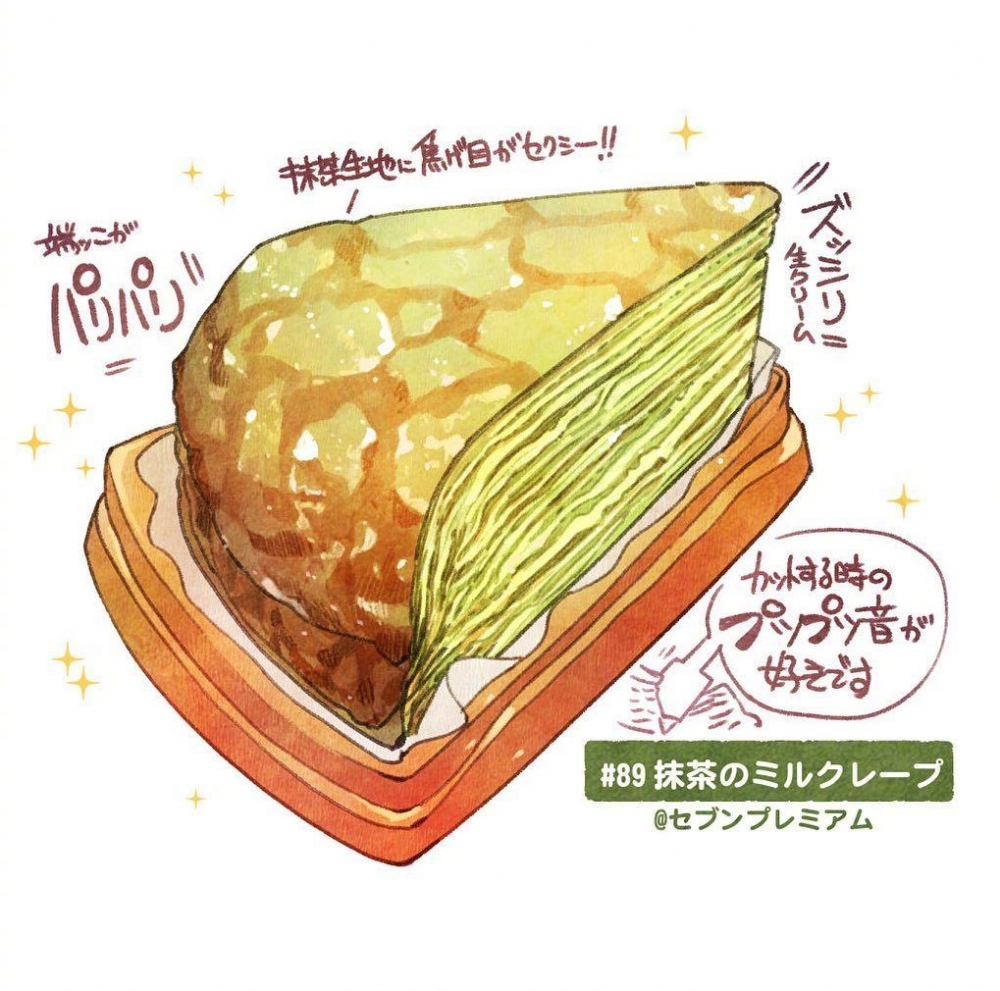 抹茶生地に焦げ目がセクシー!!
端ッこが
パリパリ
ズッシリ
生クリーム
カットする時の
プツプツ音が
好きです
#89 抹茶のミルクレープ
@セブンプレミアム